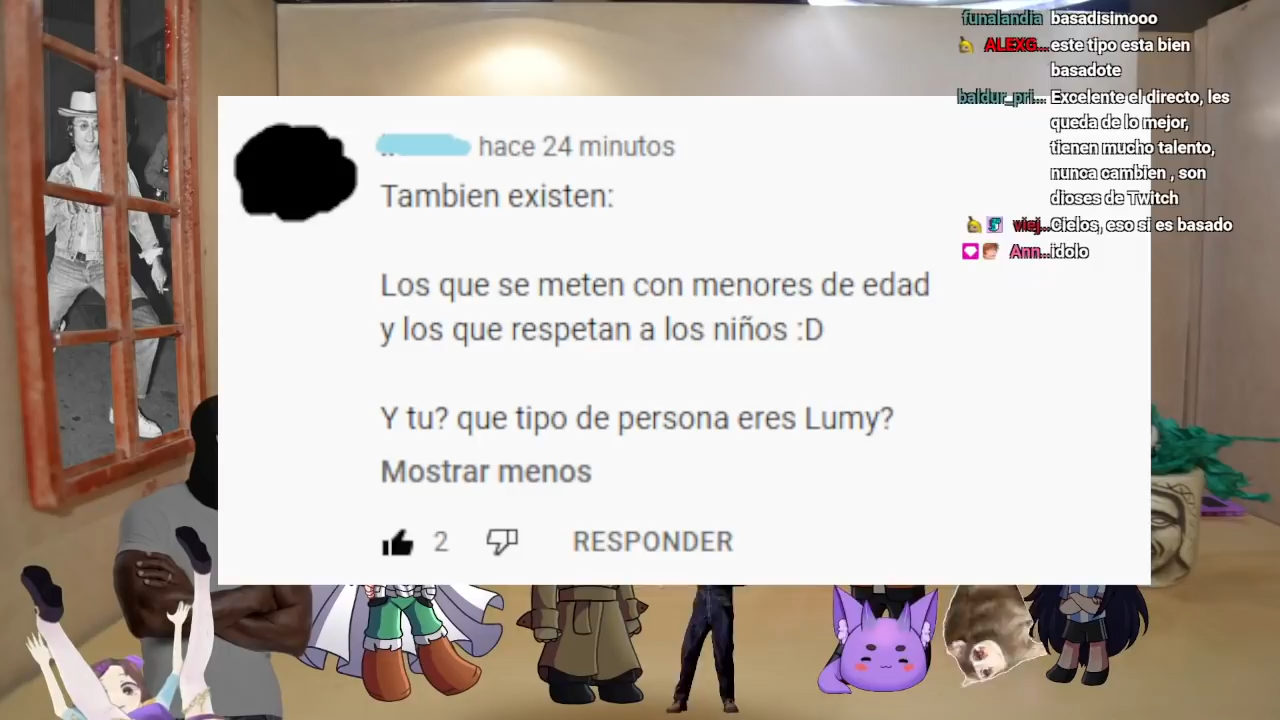 hace 24 minutos
Tambien existen:
Los que se meten con menores de edad
y los que respetan a los niños :D
Y tu? que tipo de persona eres Lumy?
Mostrar menos
2
RESPONDER
funalandia basadisimooo
ALEXG... este tipo esta bien
basadote
baldur_pri... Excelente el directo, les
queda de lo mejor,
tienen mucho talento,
nunca cambien , son
dioses de Twitch
viej... Cielos, eso si es basado
Ann... idolo